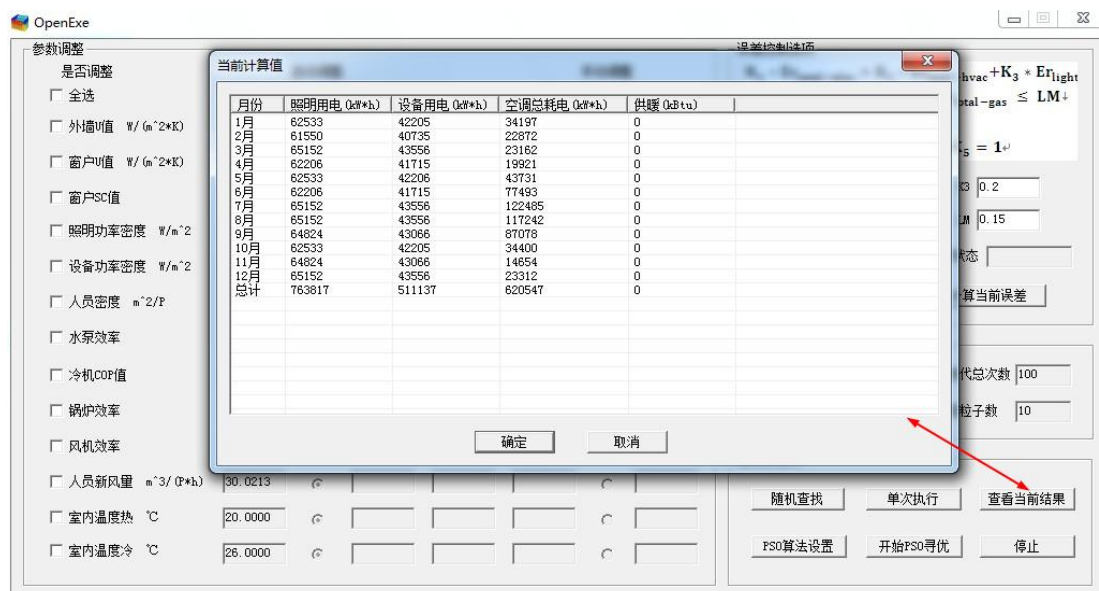 OpenExe
参数调整
是否调整
全选
外墙U值 W/(m^2*K)
窗户U值 W/(m^2*K)
窗户SC值
照明功率密度 W/m^2
设备功率密度 W/m^2
人员密度 m^2/P
水泵效率
冷机COP值
锅炉效率
风机效率
人员新风量 m^3/(P*h) 30.0213
室内温度热 ℃ 20.0000
室内温度冷 ℃ 26.0000
当前计算值
月份 照明用电(kW*h) 设备用电(kW*h) 空调总耗电(kW*h) 供暖(kBtu)
1月 62533 42205 34197 0
2月 61550 40735 22872 0
3月 65152 43556 23162 0
4月 62206 41715 19921 0
5月 62533 42206 43731 0
6月 62206 41715 77493 0
7月 65152 43556 122485 0
8月 65152 43556 117242 0
9月 64824 43066 87078 0
10月 62533 42205 34400 0
11月 64824 43066 14654 0
12月 65152 43556 23312 0
总计 763817 511137 620547 0
确定 取消
误差控制选项
hvac+K3 * Erlight
otal-gas ≤ LM↓
5 = 1↵
K3 0.2
LM 0.15
状态
算当前误差
代总次数 100
粒子数 10
随机查找 单次执行 查看当前结果
PSO算法设置 开始PSO寻优 停止